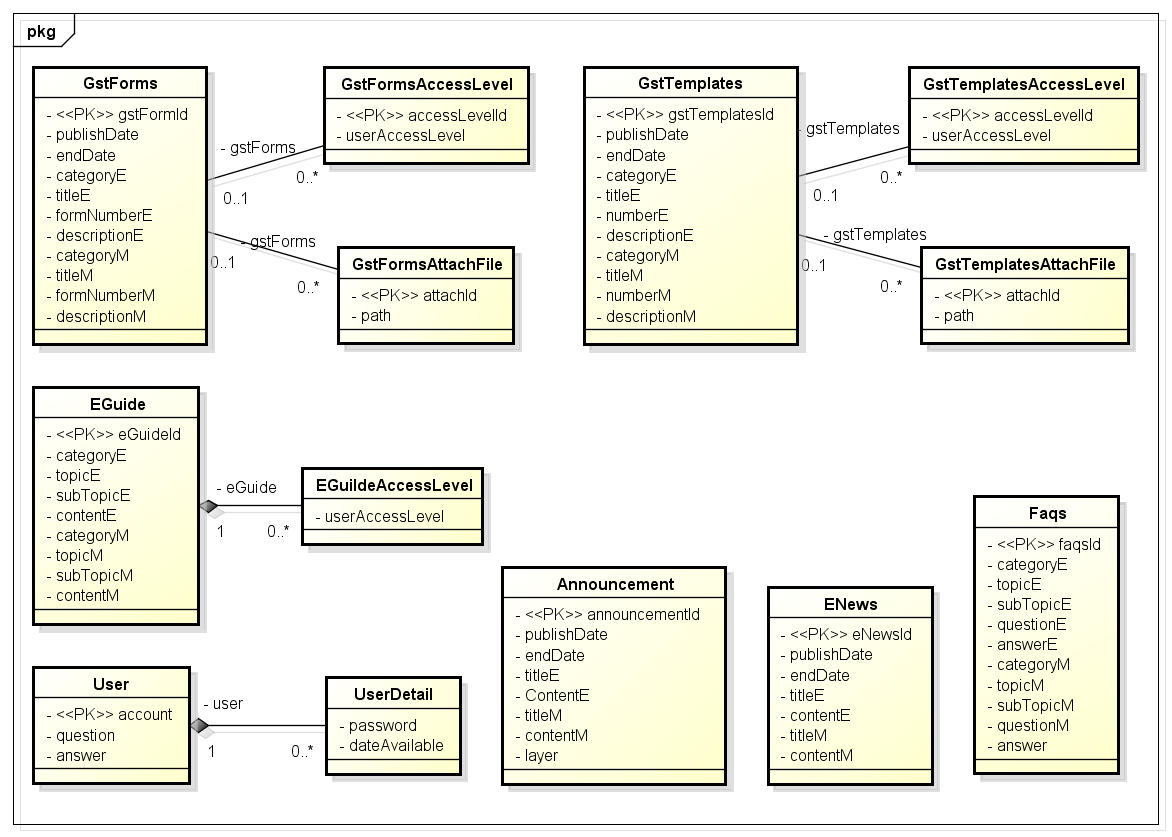 pkg
GstForms
- <<PK>> gstFormId
- publishDate
- endDate
- categoryE
- titleE
- formNumberE
- descriptionE
- categoryM
- titleM
- formNumberM
- descriptionM
- gstForms
0..1
0..*
GstFormsAccessLevel
- <<PK>> accessLevelId
- userAccessLevel
- gstForms
0..1
0..*
GstFormsAttachFile
- <<PK>> attachId
- path
GstTemplates
- <<PK>> gstTemplatesId
- publishDate
- endDate
- categoryE
- titleE
- numberE
- descriptionE
- categoryM
- titleM
- numberM
- descriptionM
- gstTemplates
0..1
0..*
GstTemplatesAccessLevel
- <<PK>> accessLevelId
- userAccessLevel
- gstTemplates
0..1
0..*
GstTemplatesAttachFile
- <<PK>> attachId
- path
EGuide
- <<PK>> eGuideId
- categoryE
- topicE
- subTopicE
- contentE
- categoryM
- topicM
- subTopicM
- contentM
- eGuide
1
0..*
EGuildeAccessLevel
- userAccessLevel
User
- <<PK>> account
- question
- answer
- user
1
0..*
UserDetail
- password
- dateAvailable
Announcement
- <<PK>> announcementId
- publishDate
- endDate
- titleE
- ContentE
- titleM
- contentM
- layer
ENews
- <<PK>> eNewsId
- publishDate
- endDate
- titleE
- contentE
- titleM
- contentM
Faqs
- <<PK>> faqsId
- categoryE
- topicE
- subTopicE
- questionE
- answerE
- categoryM
- topicM
- subTopicM
- questionM
- answer